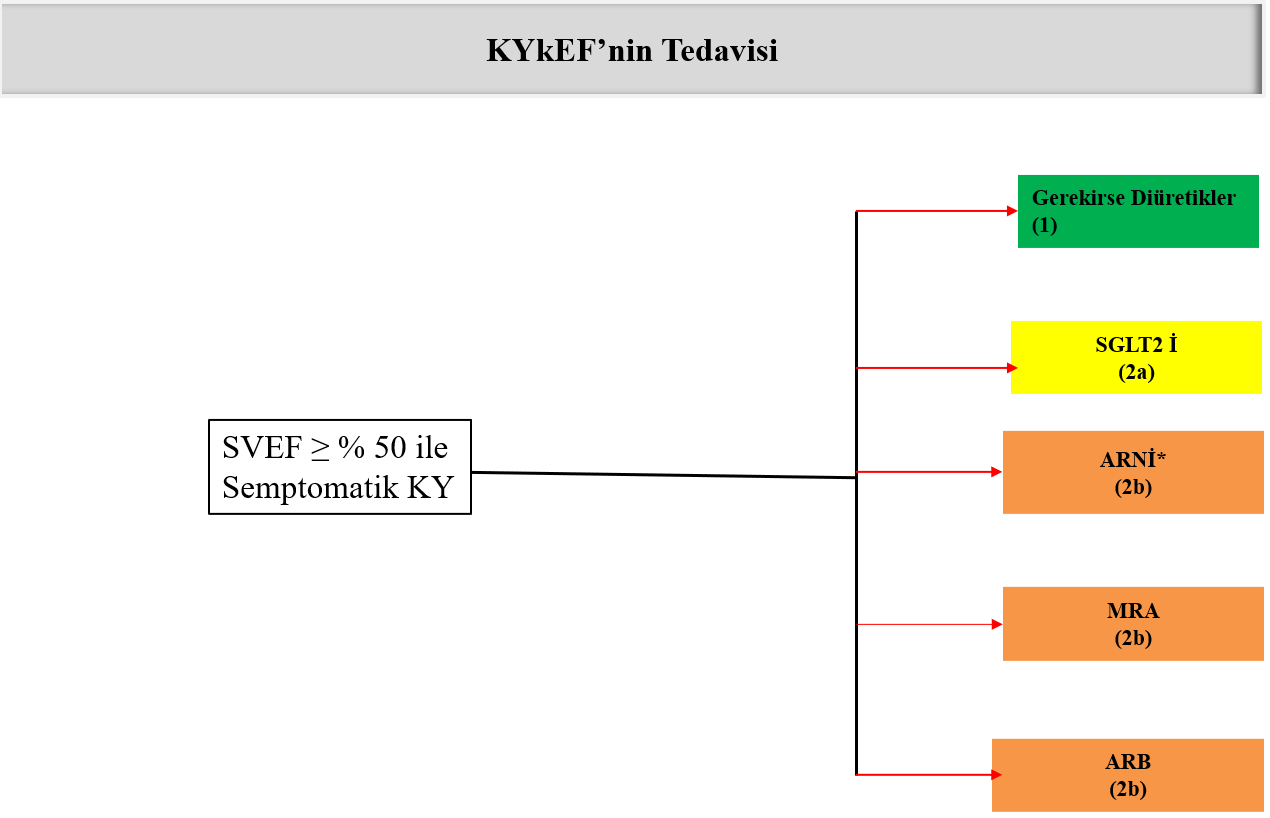 KYkEF’nin Tedavisi
Gerekirse Diüretikler
(1)
SGLT2 İ
(2a)
SVEF ≥ % 50 ile
Semptomatik KY
ARNİ*
(2b)
MRA
(2b)
ARB
(2b)